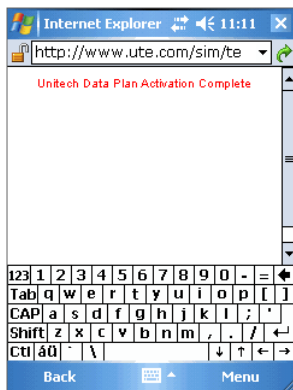 Internet Explorer 11:11
http://www.ute.com/sim/te
Unitech Data Plan Activation Complete
123 1 2 3 4 5 6 7 8 9 0 - =
Tab q w e r t y u i o p [ ]
CAP a s d f g h j k l ; '
Shift z x c v b n m , . /
Ctl áü ` \
Back Menu